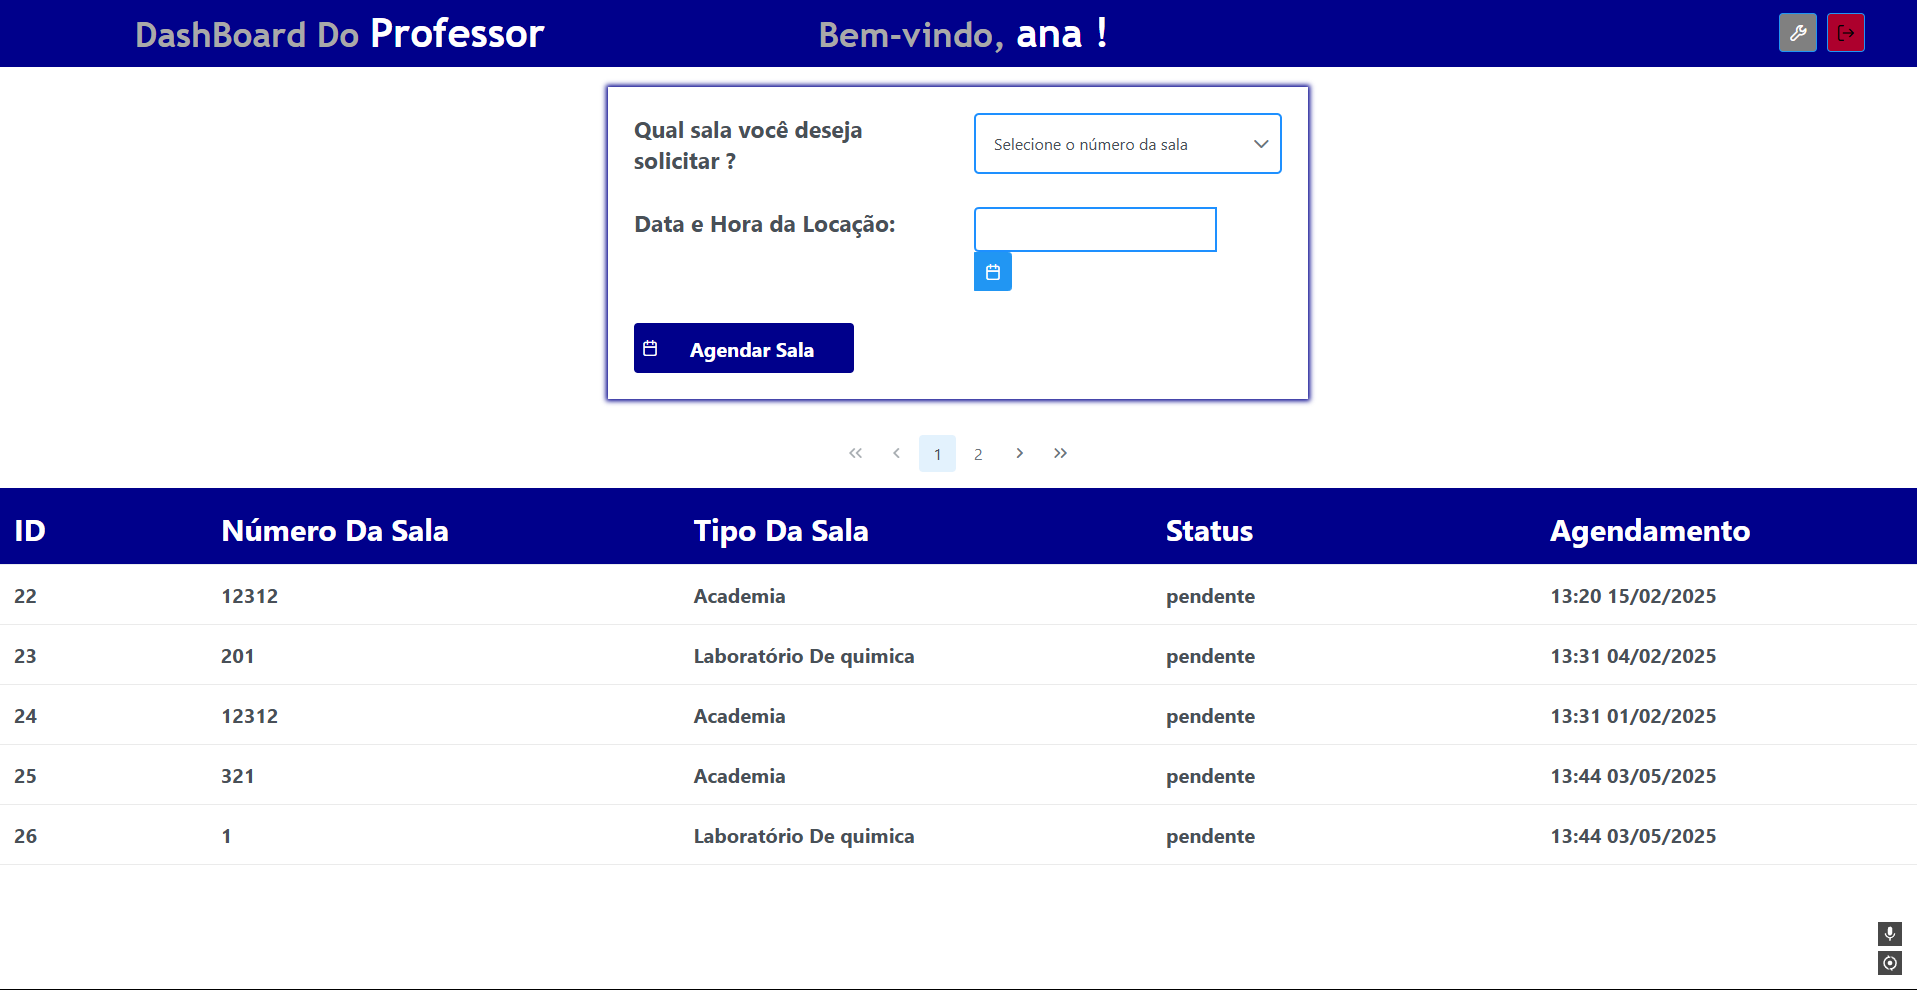 DashBoard Do Professor
Bem-vindo, ana !
Qual sala você deseja
solicitar ?
Selecione o número da sala
Data e Hora da Locação:
Agendar Sala
1 2
ID Número Da Sala Tipo Da Sala Status Agendamento
22 12312 Academia pendente 13:20 15/02/2025
23 201 Laboratório De quimica pendente 13:31 04/02/2025
24 12312 Academia pendente 13:31 01/02/2025
25 321 Academia pendente 13:44 03/05/2025
26 1 Laboratório De quimica pendente 13:44 03/05/2025